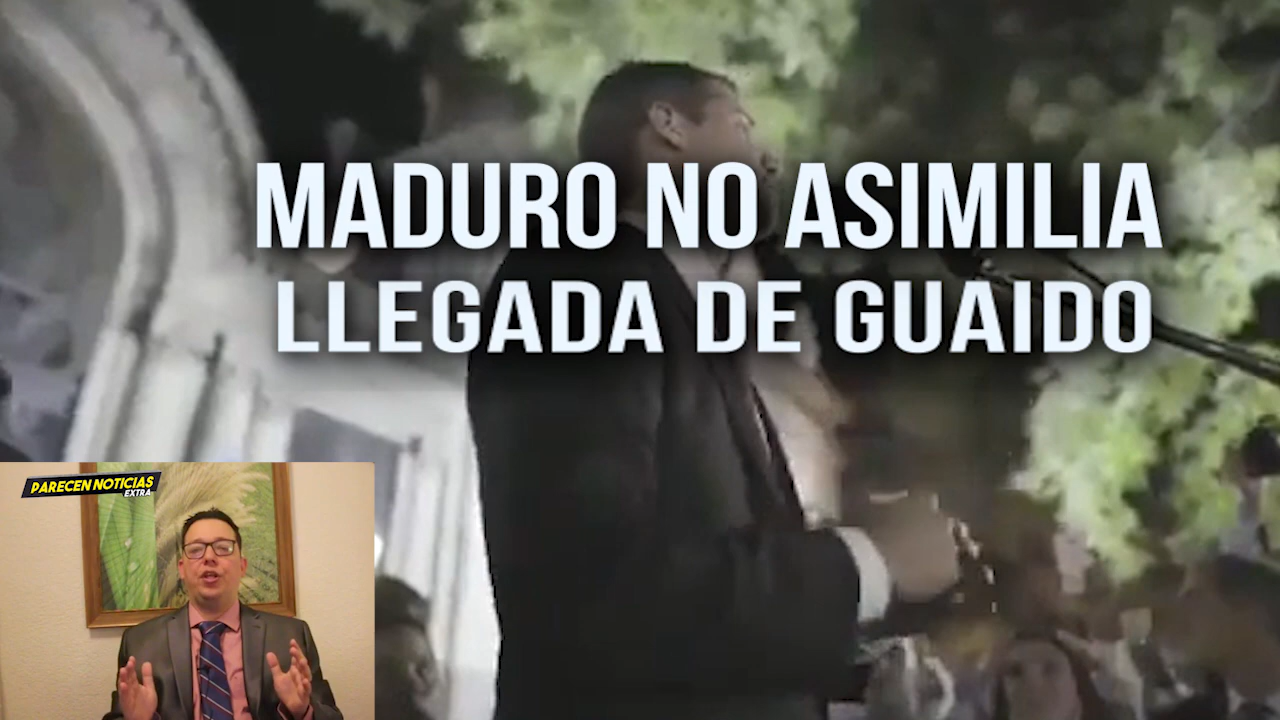 MADURO NO ASIMILIA
LLEGADA DE GUAIDO
PARECEN NOTICIAS
EXTRA